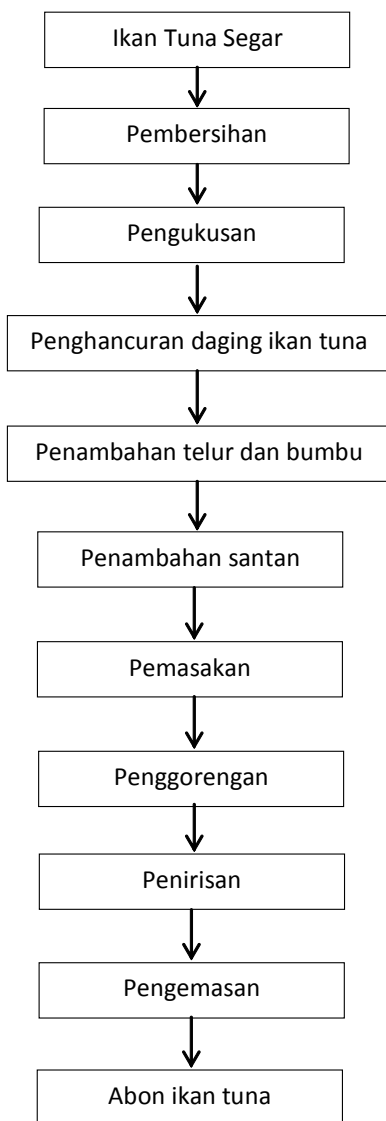 Ikan Tuna Segar
Pembersihan
Pengukusan
Penghancuran daging ikan tuna
Penambahan telur dan bumbu
Penambahan santan
Pemasakan
Penggorengan
Penirisan
Pengemasan
Abon ikan tuna